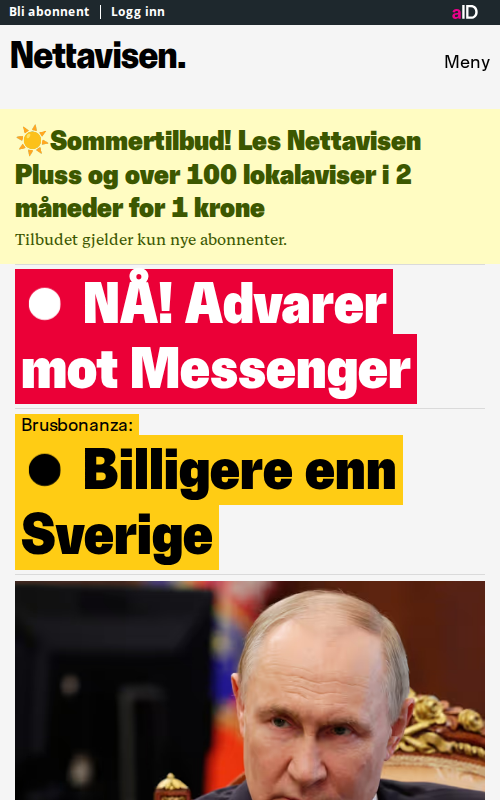 Bli abonnent | Logg inn
aID
Nettavisen.
Meny
☀️Sommertilbud! Les Nettavisen
Pluss og over 100 lokalaviser i 2
måneder for 1 krone
Tilbudet gjelder kun nye abonnenter.
● NÅ! Advarer
mot Messenger
Brusbonanza:
● Billigere enn
Sverige